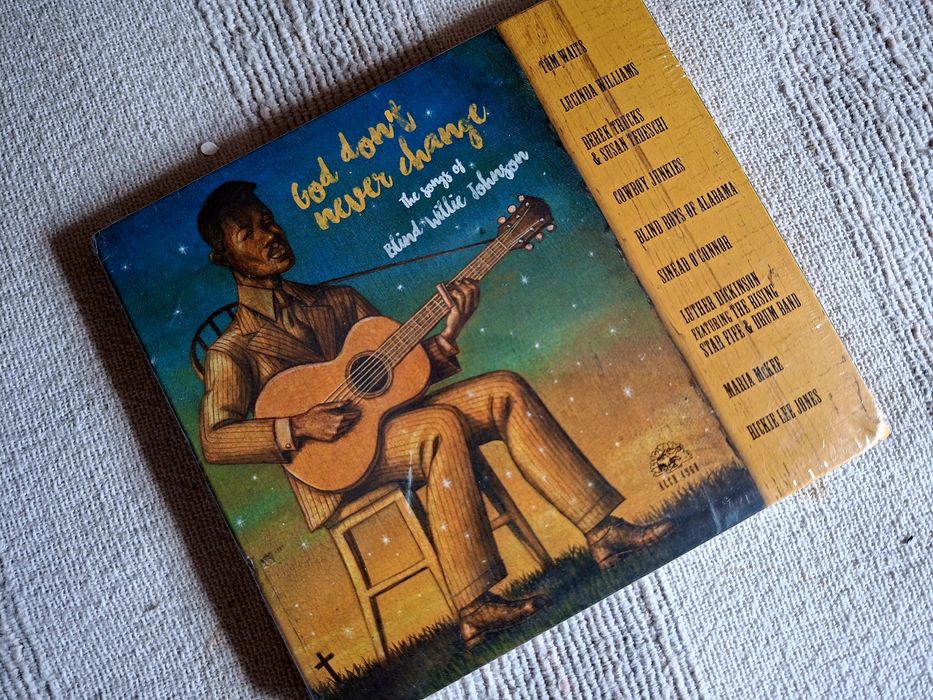 God don't
never change
the songs of
Blind Willie Johnson
TOM WAITS
LUCINDA WILLIAMS
DEREK TRUCKS
& SUSAN TEDESCHI
COWBOY JUNKIES
BLIND BOYS OF ALABAMA
SINÉAD O'CONNOR
LUTHER DICKINSON
FEATURING THE RISING
STAR FIFE & DRUM BAND
MARIA McKEE
RICKIE LEE JONES
ALCD 4968